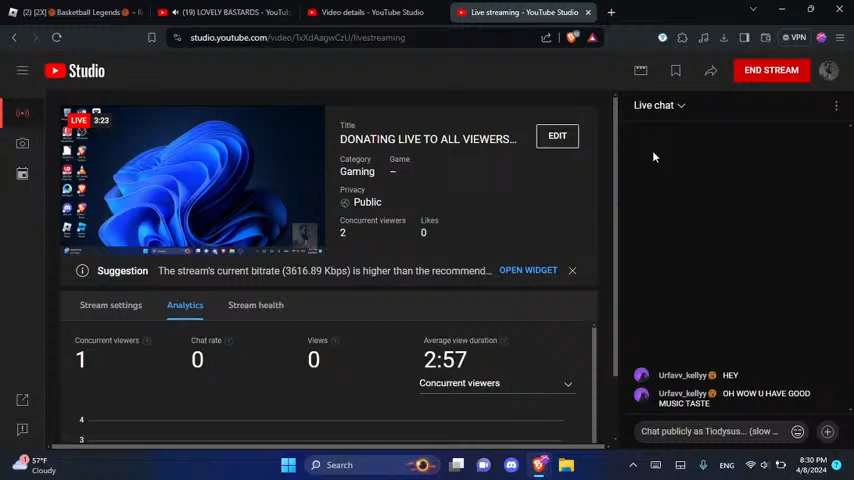 (2) [2X]🏀Basketball Legends🏀 - R
(19) LOVELY BASTARDS - YouTu
Video details - YouTube Studio
Live streaming - YouTube Studio
studio.youtube.com/video/TxXdAagwCzU/livestreaming
VPN
Studio
END STREAM
LIVE 3:23
Title
DONATING LIVE TO ALL VIEWERS...
EDIT
Category Game
Gaming –
Privacy
Public
Concurrent viewers Likes
2 0
Suggestion The stream's current bitrate (3616.89 Kbps) is higher than the recommend...
OPEN WIDGET
Stream settings Analytics Stream health
Concurrent viewers Chat rate Views Average view duration
1 0 0 2:57
Concurrent viewers
4
3
Live chat
Urfavv_kellyy HEY
Urfavv_kellyy OH WOW U HAVE GOOD
MUSIC TASTE
Chat publicly as Tiodysus... (slow ...
57°F
Cloudy
Search
ENG
8:30 PM
4/8/2024